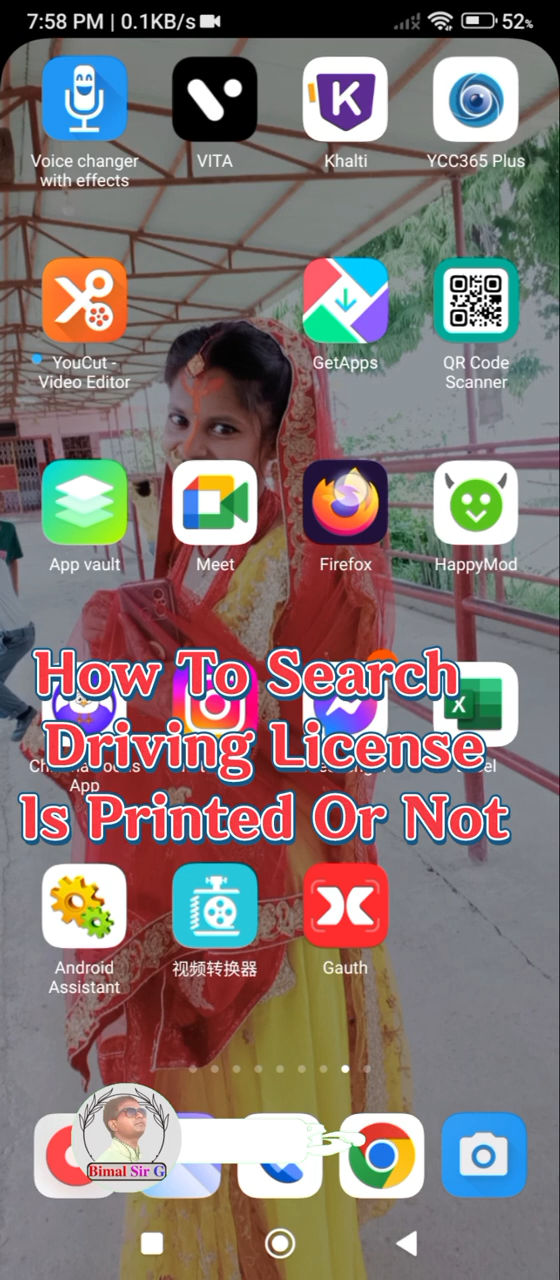 7:58 PM | 0.1KB/s
52%
Voice changer
with effects
VITA
Khalti
YCC365 Plus
YouCut -
Video Editor
GetApps
QR Code
Scanner
App vault
Meet
Firefox
HappyMod
How To Search
Driving License
App
Is Printed Or Not
Android
Assistant
视频转换器
Gauth
Bimal Sir G